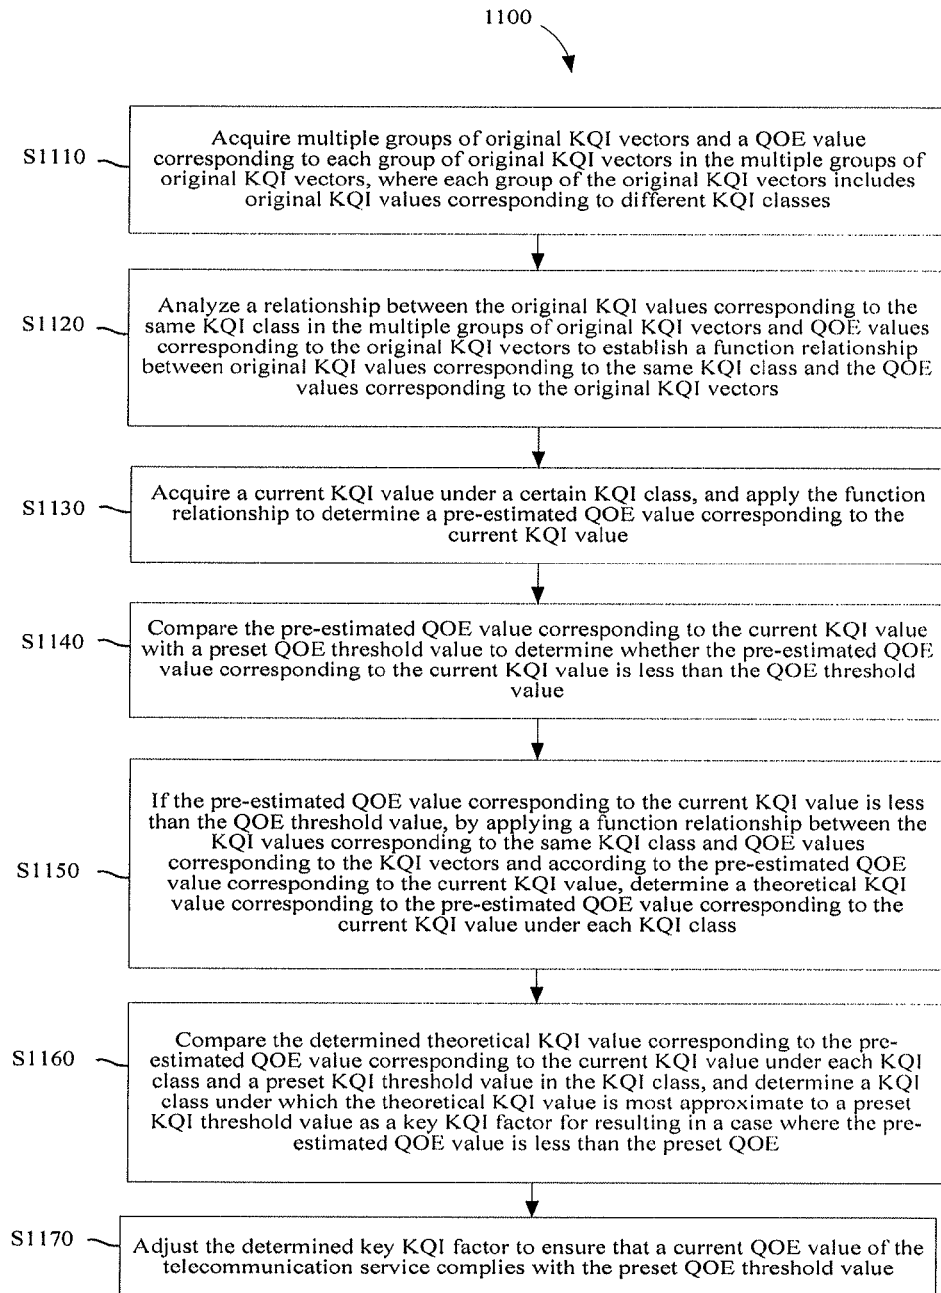 1100
S1110
Acquire multiple groups of original KQI vectors and a QOE value
corresponding to each group of original KQI vectors in the multiple groups of
original KQI vectors, where each group of the original KQI vectors includes
original KQI values corresponding to different KQI classes
S1120
Analyze a relationship between the original KQI values corresponding to the
same KQI class in the multiple groups of original KQI vectors and QOE values
corresponding to the original KQI vectors to establish a function relationship
between original KQI values corresponding to the same KQI class and the QOE
values corresponding to the original KQI vectors
S1130
Acquire a current KQI value under a certain KQI class, and apply the function
relationship to determine a pre-estimated QOE value corresponding to the
current KQI value
S1140
Compare the pre-estimated QOE value corresponding to the current KQI value
with a preset QOE threshold value to determine whether the pre-estimated QOE
value corresponding to the current KQI value is less than the QOE threshold
value
S1150
If the pre-estimated QOE value corresponding to the current KQI value is less
than the QOE threshold value, by applying a function relationship between the
KQI values corresponding to the same KQI class and QOE values
corresponding to the KQI vectors and according to the pre-estimated QOE
value corresponding to the current KQI value, determine a theoretical KQI
value corresponding to the pre-estimated QOE value corresponding to the
current KQI value under each KQI class
S1160
Compare the determined theoretical KQI value corresponding to the pre-
estimated QOE value corresponding to the current KQI value under each KQI
class and a preset KQI threshold value in the KQI class, and determine a KQI
class under which the theoretical KQI value is most approximate to a preset
KQI threshold value as a key KQI factor for resulting in a case where the pre-
estimated QOE value is less than the preset QOE
S1170
Adjust the determined key KQI factor to ensure that a current QOE value of the
telecommunication service complies with the preset QOE threshold value